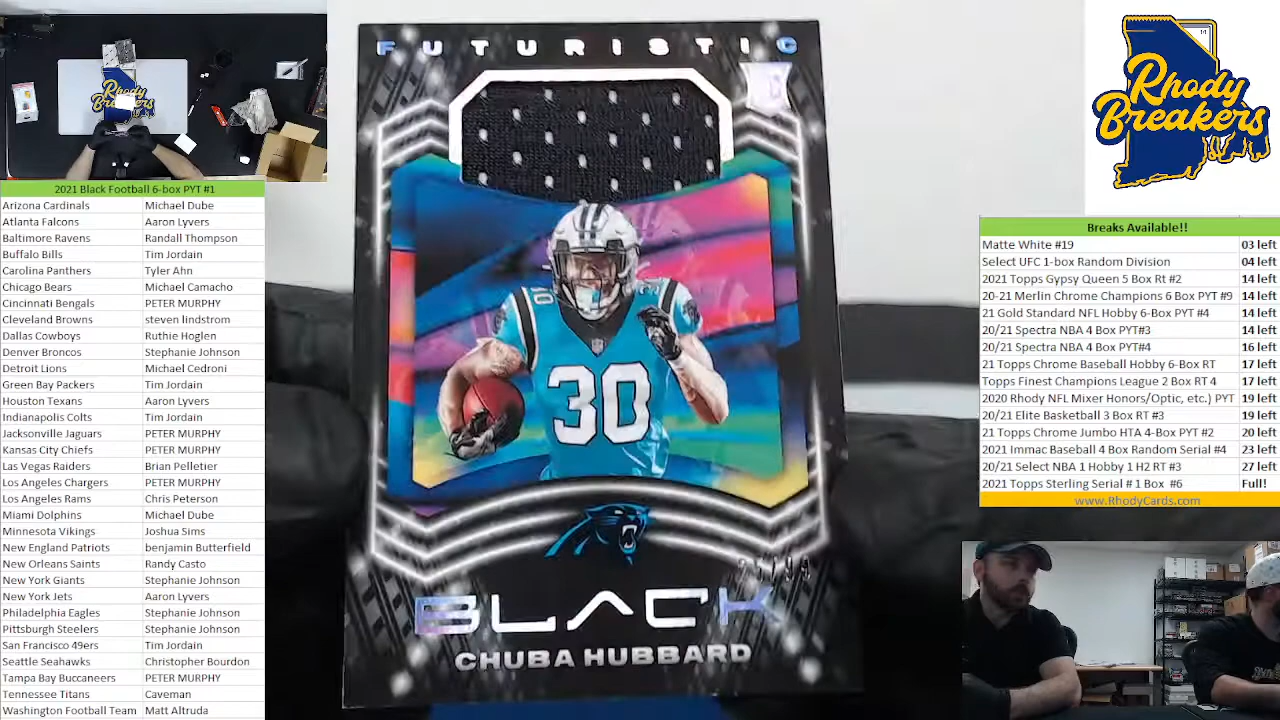 FUTURISTIC
30
30
30
BLACK
CHUBA HUBBARD
Rhody
Breakers
Rhody
Breakers
2021 Black Football 6-box PYT #1
Arizona Cardinals Michael Dube
Atlanta Falcons Aaron Lyvers
Baltimore Ravens Randall Thompson
Buffalo Bills Tim Jordain
Carolina Panthers Tyler Ahn
Chicago Bears Michael Camacho
Cincinnati Bengals PETER MURPHY
Cleveland Browns steven lindstrom
Dallas Cowboys Ruthie Hoglen
Denver Broncos Stephanie Johnson
Detroit Lions Michael Cedroni
Green Bay Packers Tim Jordain
Houston Texans Aaron Lyvers
Indianapolis Colts Tim Jordain
Jacksonville Jaguars PETER MURPHY
Kansas City Chiefs PETER MURPHY
Las Vegas Raiders Brian Pelletier
Los Angeles Chargers PETER MURPHY
Los Angeles Rams Chris Peterson
Miami Dolphins Michael Dube
Minnesota Vikings Joshua Sims
New England Patriots benjamin Butterfield
New Orleans Saints Randy Casto
New York Giants Stephanie Johnson
New York Jets Aaron Lyvers
Philadelphia Eagles Stephanie Johnson
Pittsburgh Steelers Stephanie Johnson
San Francisco 49ers Tim Jordain
Seattle Seahawks Christopher Bourdon
Tampa Bay Buccaneers PETER MURPHY
Tennessee Titans Caveman
Washington Football Team Matt Altruda
Breaks Available!!
Matte White #19 03 left
Select UFC 1-box Random Division 04 left
2021 Topps Gypsy Queen 5 Box Rt #2 14 left
20-21 Merlin Chrome Champions 6 Box PYT #9 14 left
21 Gold Standard NFL Hobby 6-Box PYT #4 14 left
20/21 Spectra NBA 4 Box PYT#3 14 left
20/21 Spectra NBA 4 Box PYT#4 16 left
21 Topps Chrome Baseball Hobby 6-Box RT 17 left
Topps Finest Champions League 2 Box RT 4 17 left
2020 Rhody NFL Mixer Honors/Optic, etc.) PYT 19 left
20/21 Elite Basketball 3 Box RT #3 19 left
21 Topps Chrome Jumbo HTA 4-Box PYT #2 20 left
2021 Immac Baseball 4 Box Random Serial #4 23 left
20/21 Select NBA 1 Hobby 1 H2 RT #3 27 left
2021 Topps Sterling Serial # 1 Box #6 Full!
www.RhodyCards.com